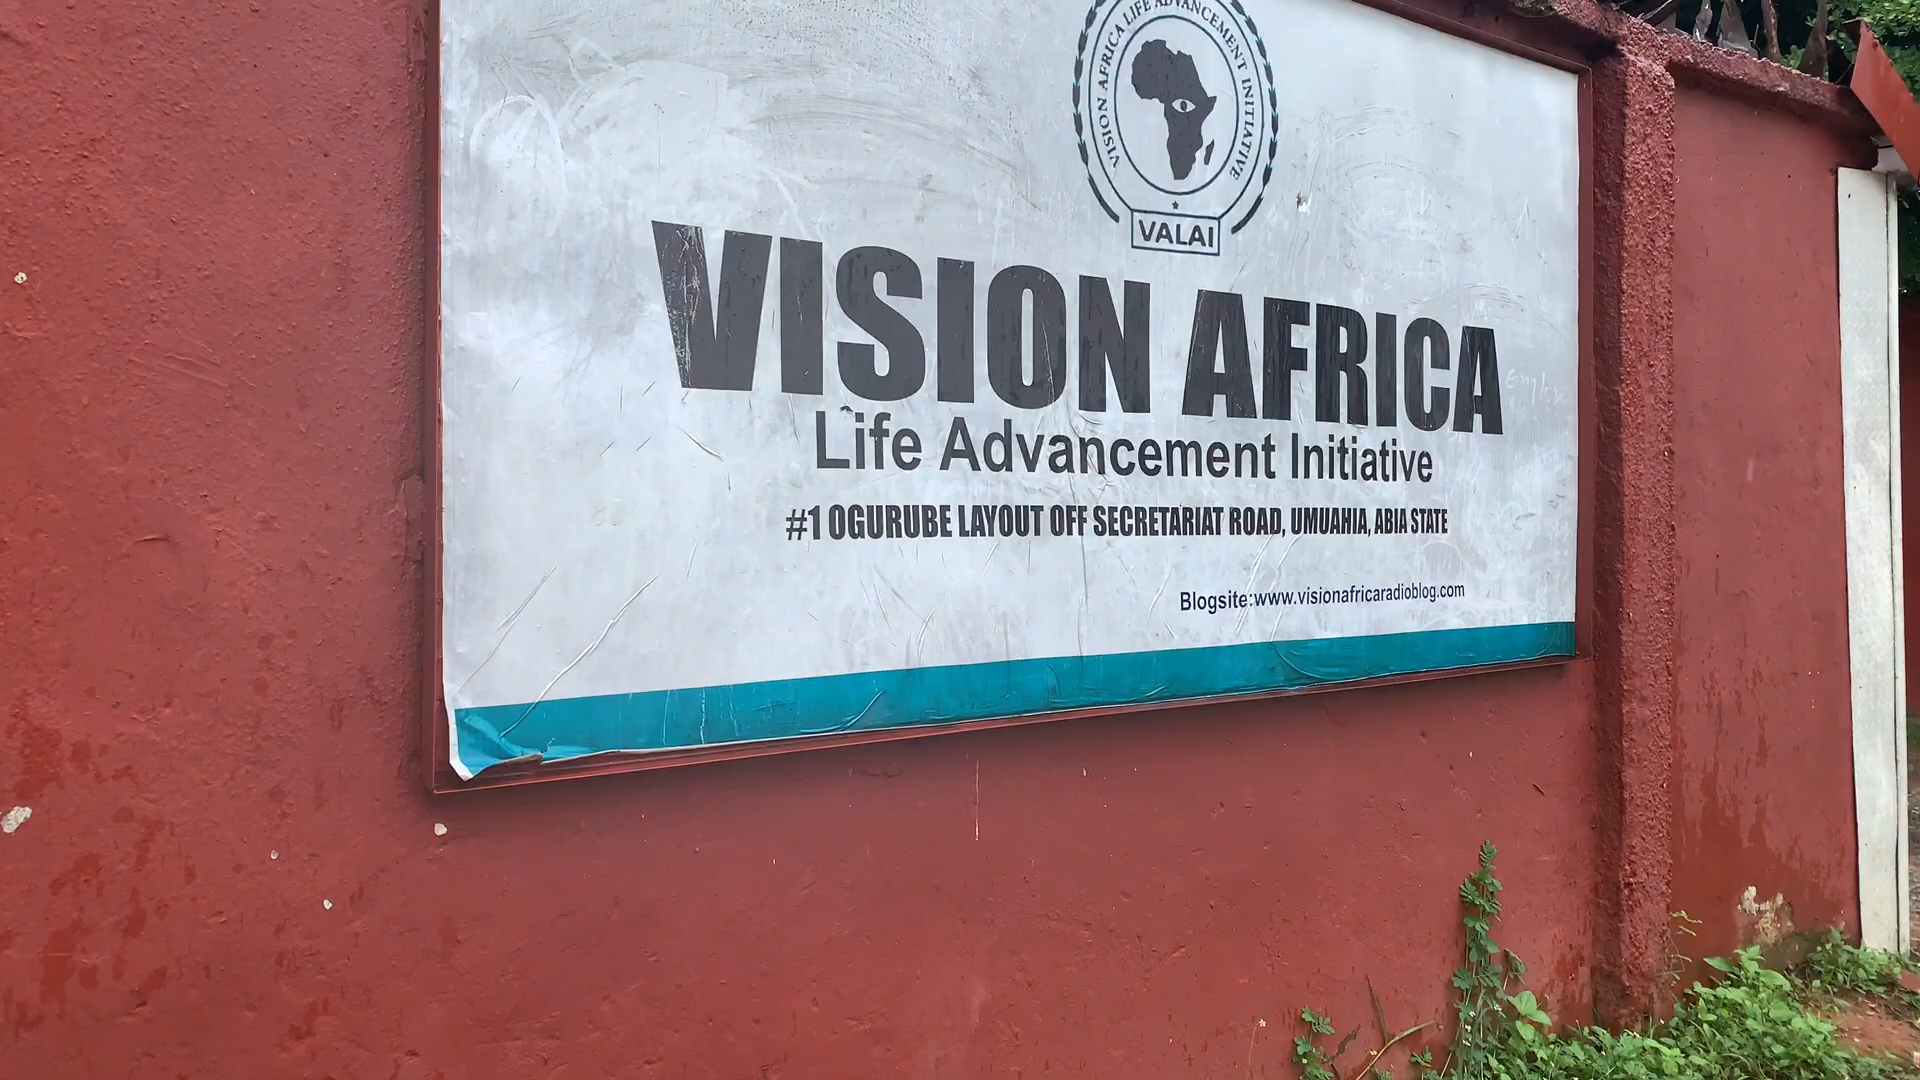 VISION AFRICA LIFE ADVANCEMENT INITIATIVE
VALAI
VISION AFRICA
Life Advancement Initiative
#1 OGURUBE LAYOUT OFF SECRETARIAT ROAD, UMUAHIA, ABIA STATE
Blogsite:www.visionafricaradioblog.com